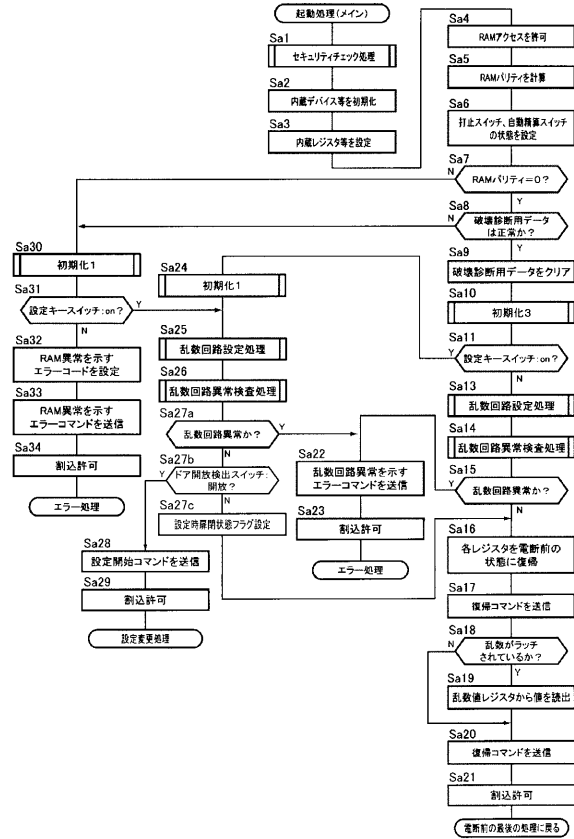 起動処理(メイン)
Sa1
セキュリティチェック処理
Sa2
内蔵デバイス等を初期化
Sa3
内蔵レジスタ等を設定
Sa4
RAMアクセスを許可
Sa5
RAMパリティを計算
Sa6
打止スイッチ、自動精算スイッチ
の状態を設定
Sa7
N
RAMパリティ=0?
Y
Sa8
N
破壊診断用データ
は正常か?
Y
Sa9
破壊診断用データをクリア
Sa10
初期化3
Sa11
Y
設定キースイッチ:on?
N
Sa13
乱数回路設定処理
Sa14
乱数回路異常検査処理
Sa15
Y
乱数回路異常か?
N
Sa16
各レジスタを電断前の
状態に復帰
Sa17
復帰コマンドを送信
Sa18
N
乱数がラッチ
されているか?
Y
Sa19
乱数値レジスタから値を読出
Sa20
復帰コマンドを送信
Sa21
割込許可
電断前の最後の処理に戻る
Sa30
初期化1
Sa31
設定キースイッチ:on?
Y
N
Sa32
RAM異常を示す
エラーコードを設定
Sa33
RAM異常を示す
エラーコマンドを送信
Sa34
割込許可
エラー処理
Sa24
初期化1
Sa25
乱数回路設定処理
Sa26
乱数回路異常検査処理
Sa27a
乱数回路異常か?
Y
N
Sa27b
Y
ドア開放検出スイッチ:
開放?
N
Sa27c
設定時扉閉状態フラグ設定
Sa28
設定開始コマンドを送信
Sa29
割込許可
設定変更処理
Sa22
乱数回路異常を示す
エラーコマンドを送信
Sa23
割込許可
エラー処理